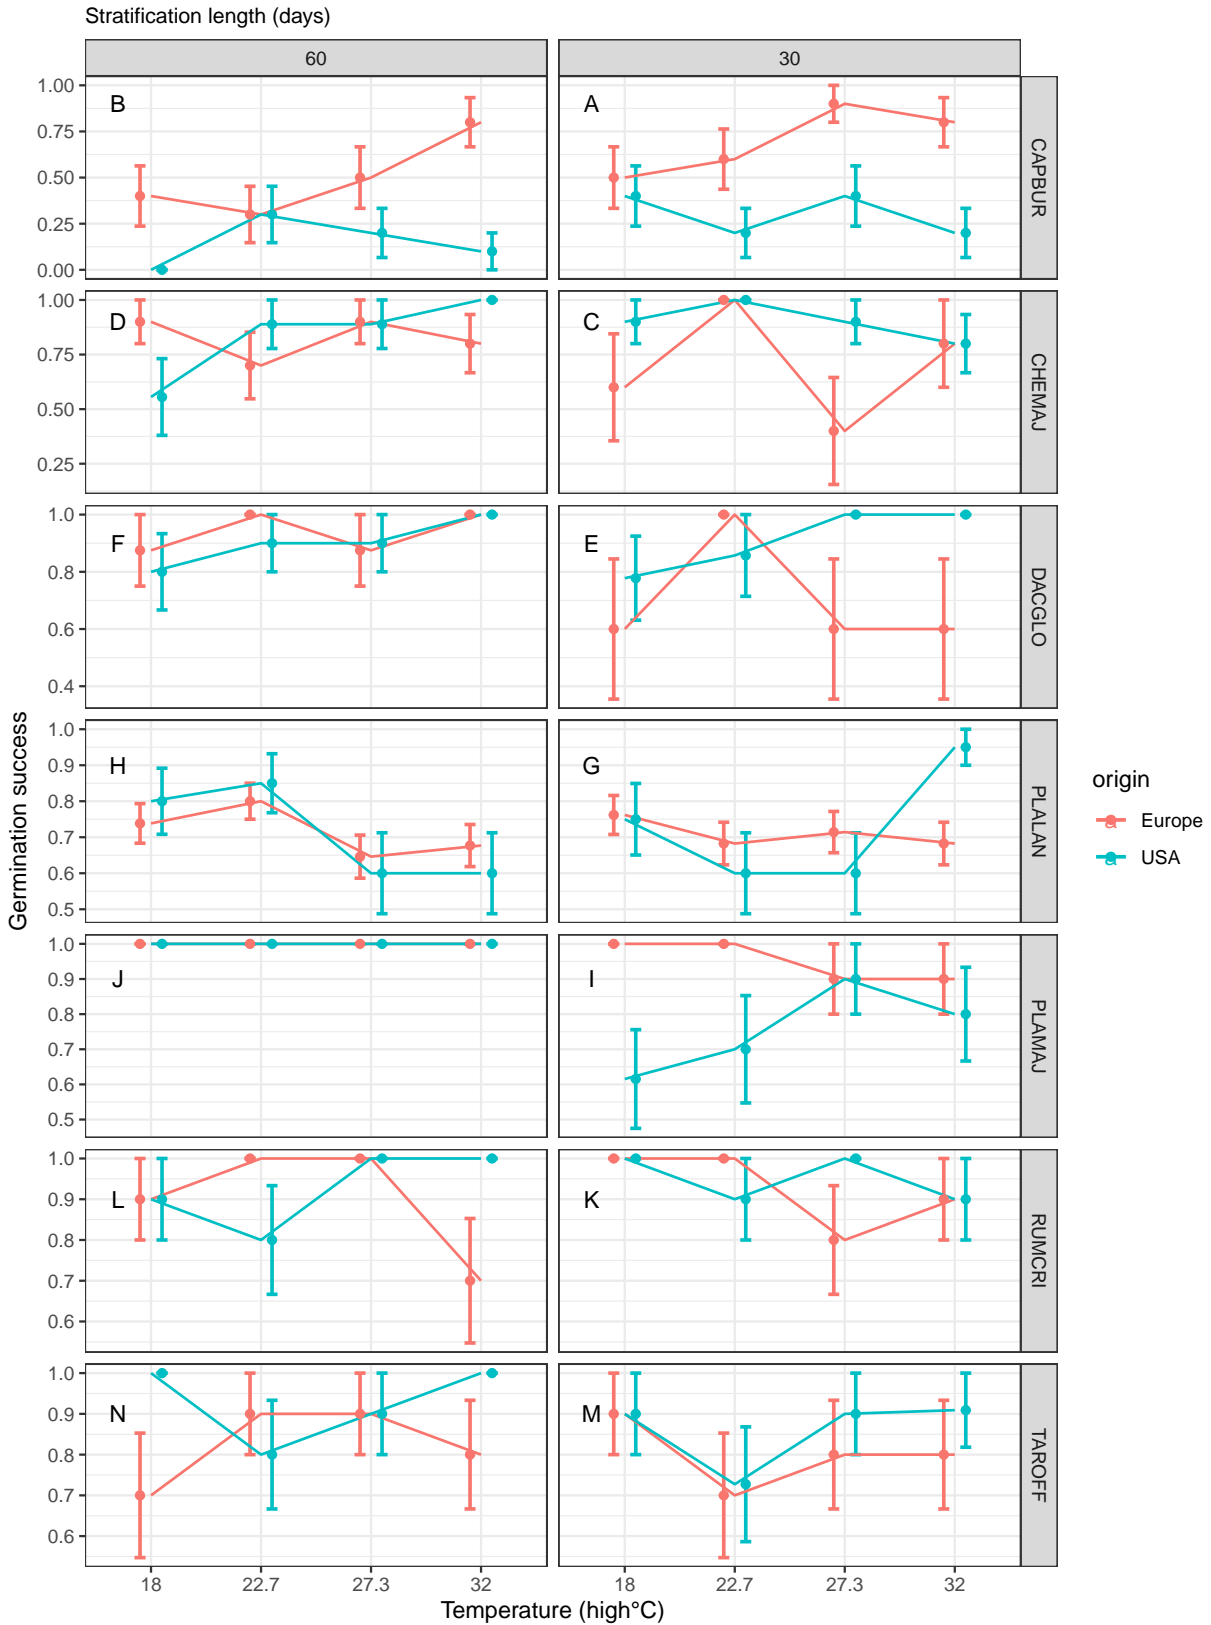 Stratification length (days)
60
30
1.00
0.75
0.50
0.25
0.00
B
A
CAPBUR
1.00
0.75
0.50
0.25
D
C
CHEMAJ
1.0
0.8
0.6
0.4
F
E
DACGLO
1.0
0.9
0.8
0.7
0.6
0.5
H
G
PLALAN
1.0
0.9
0.8
0.7
0.6
0.5
J
I
PLAMAJ
1.0
0.9
0.8
0.7
0.6
L
K
RUMCRI
1.0
0.9
0.8
0.7
0.6
N
M
TAROFF
18 22.7 27.3 32
18 22.7 27.3 32
Temperature (high°C)
Germination success
origin
a Europe
a USA